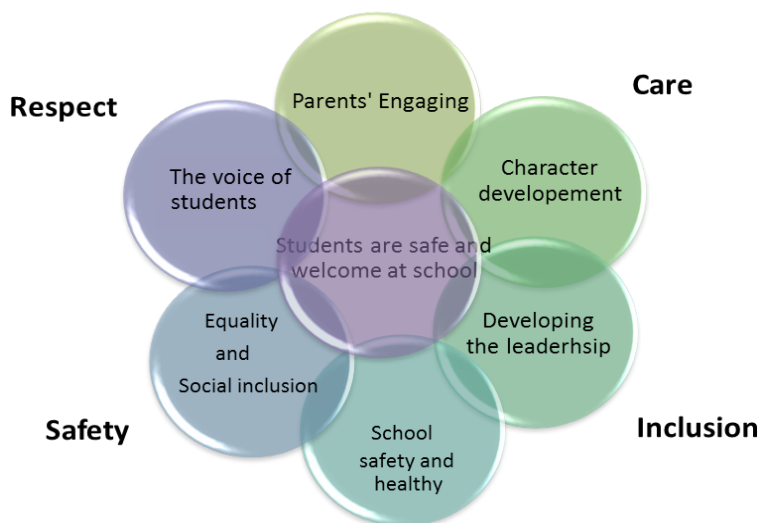 Respect
Care
Parents' Engaging
The voice of
students
Character
developement
Students are safe and
welcome at school
Equality
and
Social inclusion
Developing
the leaderhsip
School
safety and
healthy
Safety
Inclusion